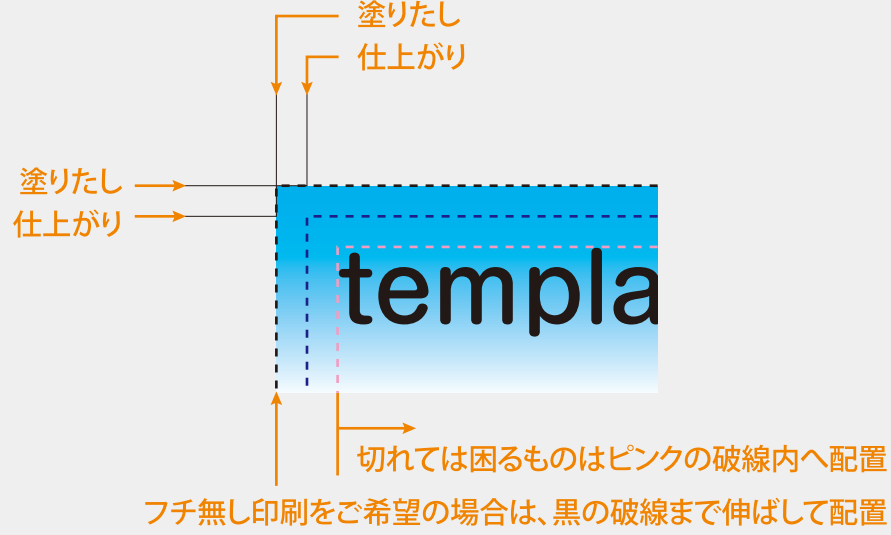 塗りたし
仕上がり
塗りたし
仕上がり
templa
切れては困るものはピンクの破線内へ配置
フチ無し印刷をご希望の場合は、黒の破線まで伸ばして配置